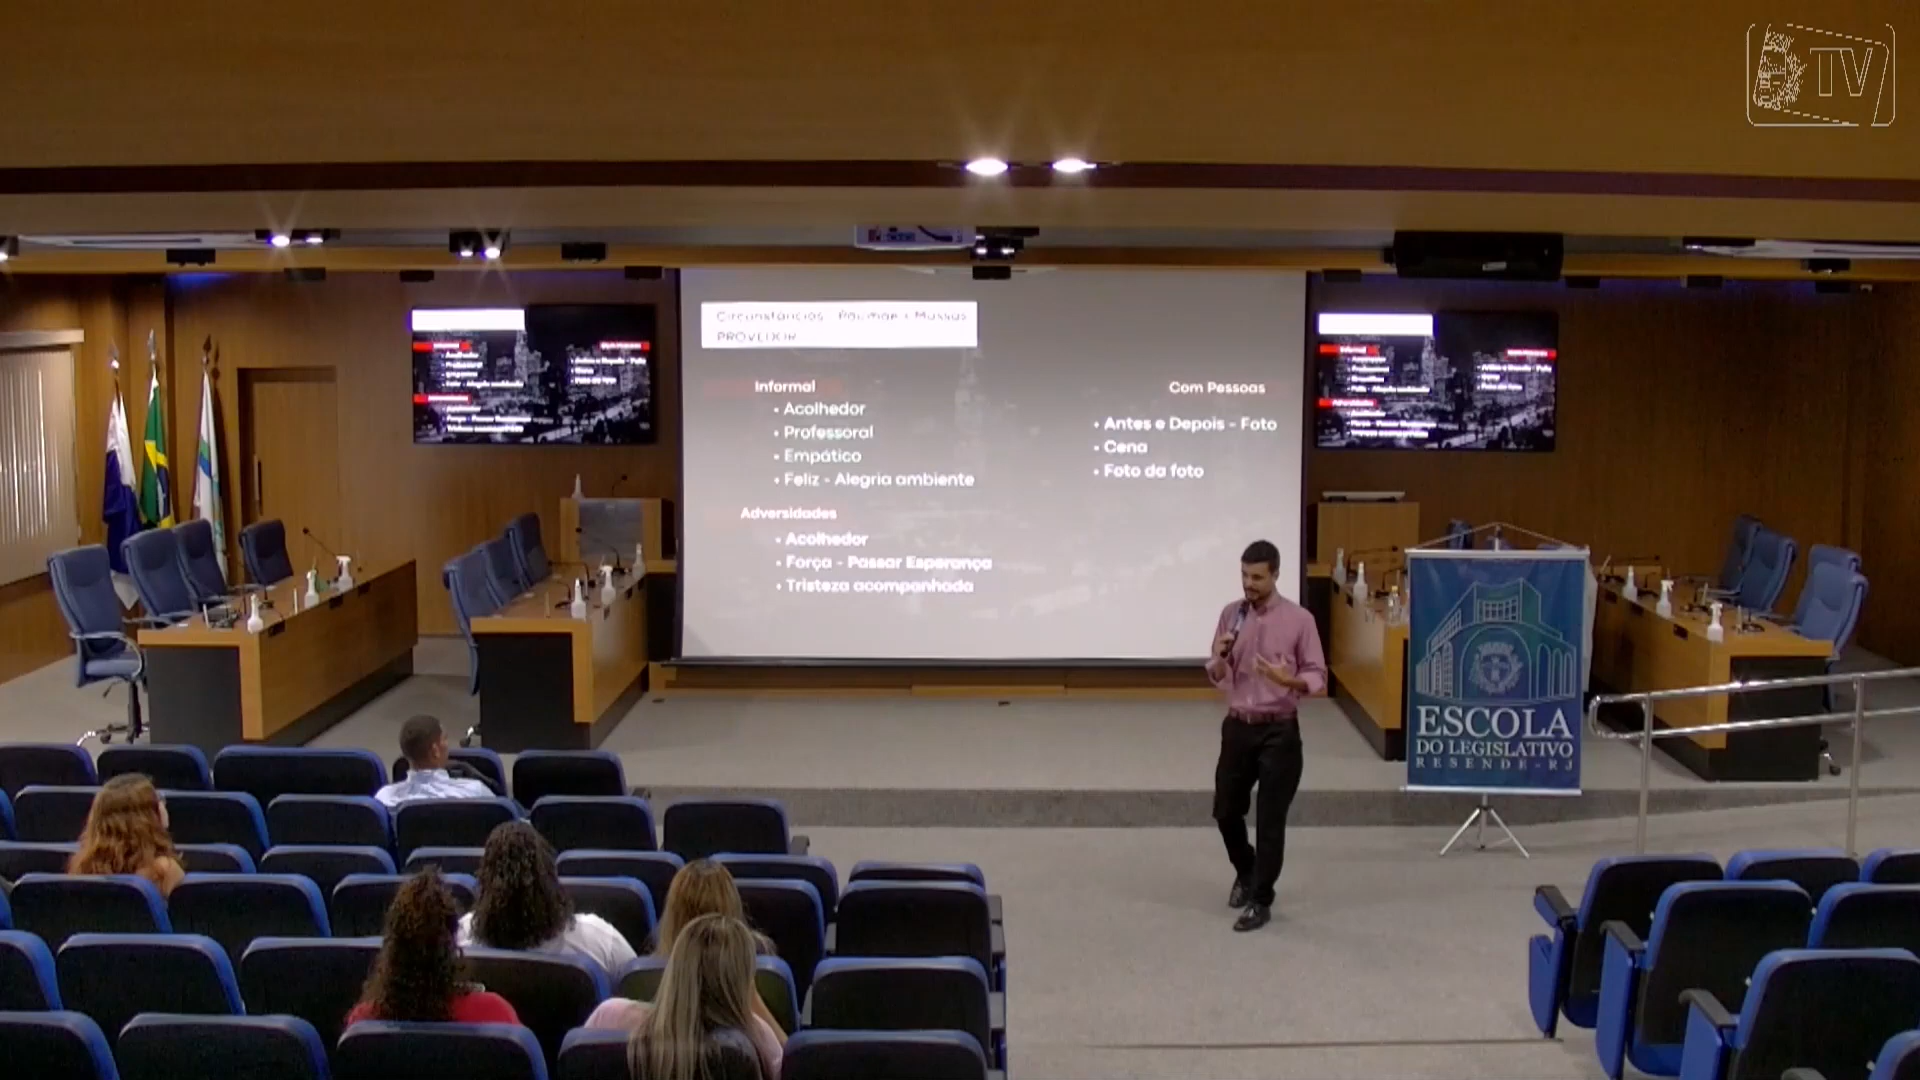 TV
PROVEDOR
Informal
• Acolhedor
• Professoral
• Empático
• Feliz - Alegria ambiente
Adversidades
• Acolhedor
• Força - Passar Esperança
• Tristeza acompanhada
Com Pessoas
• Antes e Depois - Foto
• Cena
• Foto da foto
ESCOLA
DO LEGISLATIVO
RESENDE-RJ